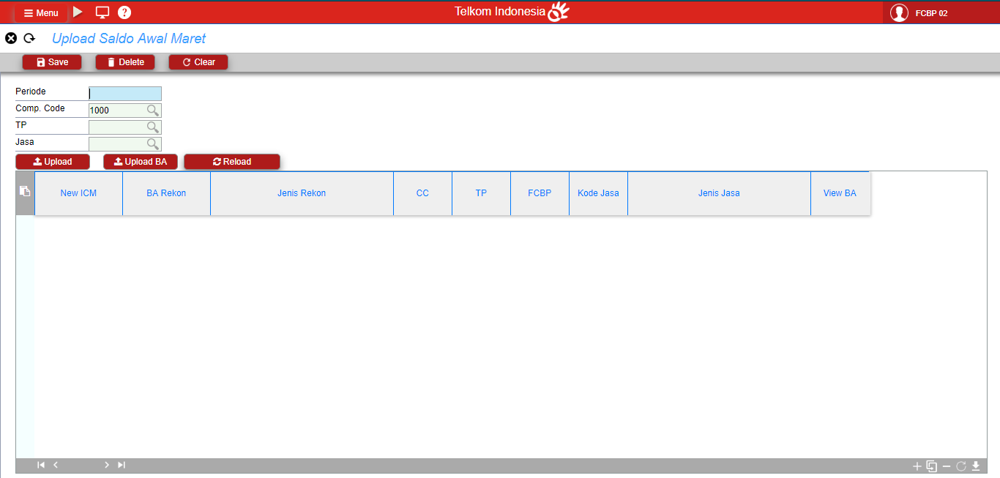 Menu
?
Telkom Indonesia
FCBP 02
Upload Saldo Awal Maret
Save
Delete
Clear
Periode
Comp. Code 1000
TP
Jasa
Upload
Upload BA
Reload
New ICM
BA Rekon
Jenis Rekon
CC
TP
FCBP
Kode Jasa
Jenis Jasa
View BA